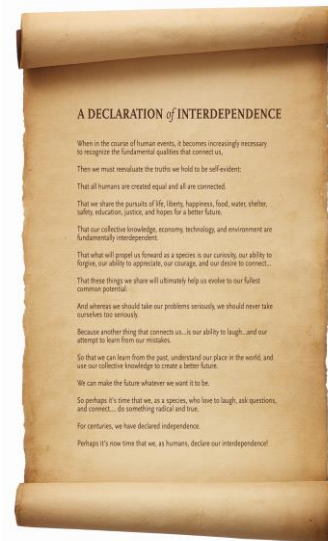 A DECLARATION of INTERDEPENDENCE
When in the course of human events, it becomes increasingly necessary
to recognize the fundamental qualities that connect us,
Then we must reevaluate the truths we hold to be self-evident:
That all humans are created equal and all are connected.
That we share the pursuits of life, liberty, happiness, food, water, shelter,
safety, education, justice, and hopes for a better future.
That our collective knowledge, economy, technology, and environment are
fundamentally interdependent.
That what will propel us forward as a species is our curiosity, our ability to
forgive, our ability to appreciate, our courage, and our desire to connect...
That these things we share will ultimately help us evolve to our fullest
common potential.
And whereas we should take our problems seriously, we should never take
ourselves too seriously.
Because another thing that connects us...is our ability to laugh...and our
attempt to learn from our mistakes.
So that we can learn from the past, understand our place in the world, and
use our collective knowledge to create a better future.
We can make the future whatever we want it to be.
So perhaps it's time that we, as a species, who love to laugh, ask questions,
and connect.... do something radical and true.
For centuries, we have declared independence.
Perhaps it's now time that we, as humans, declare our interdependence!